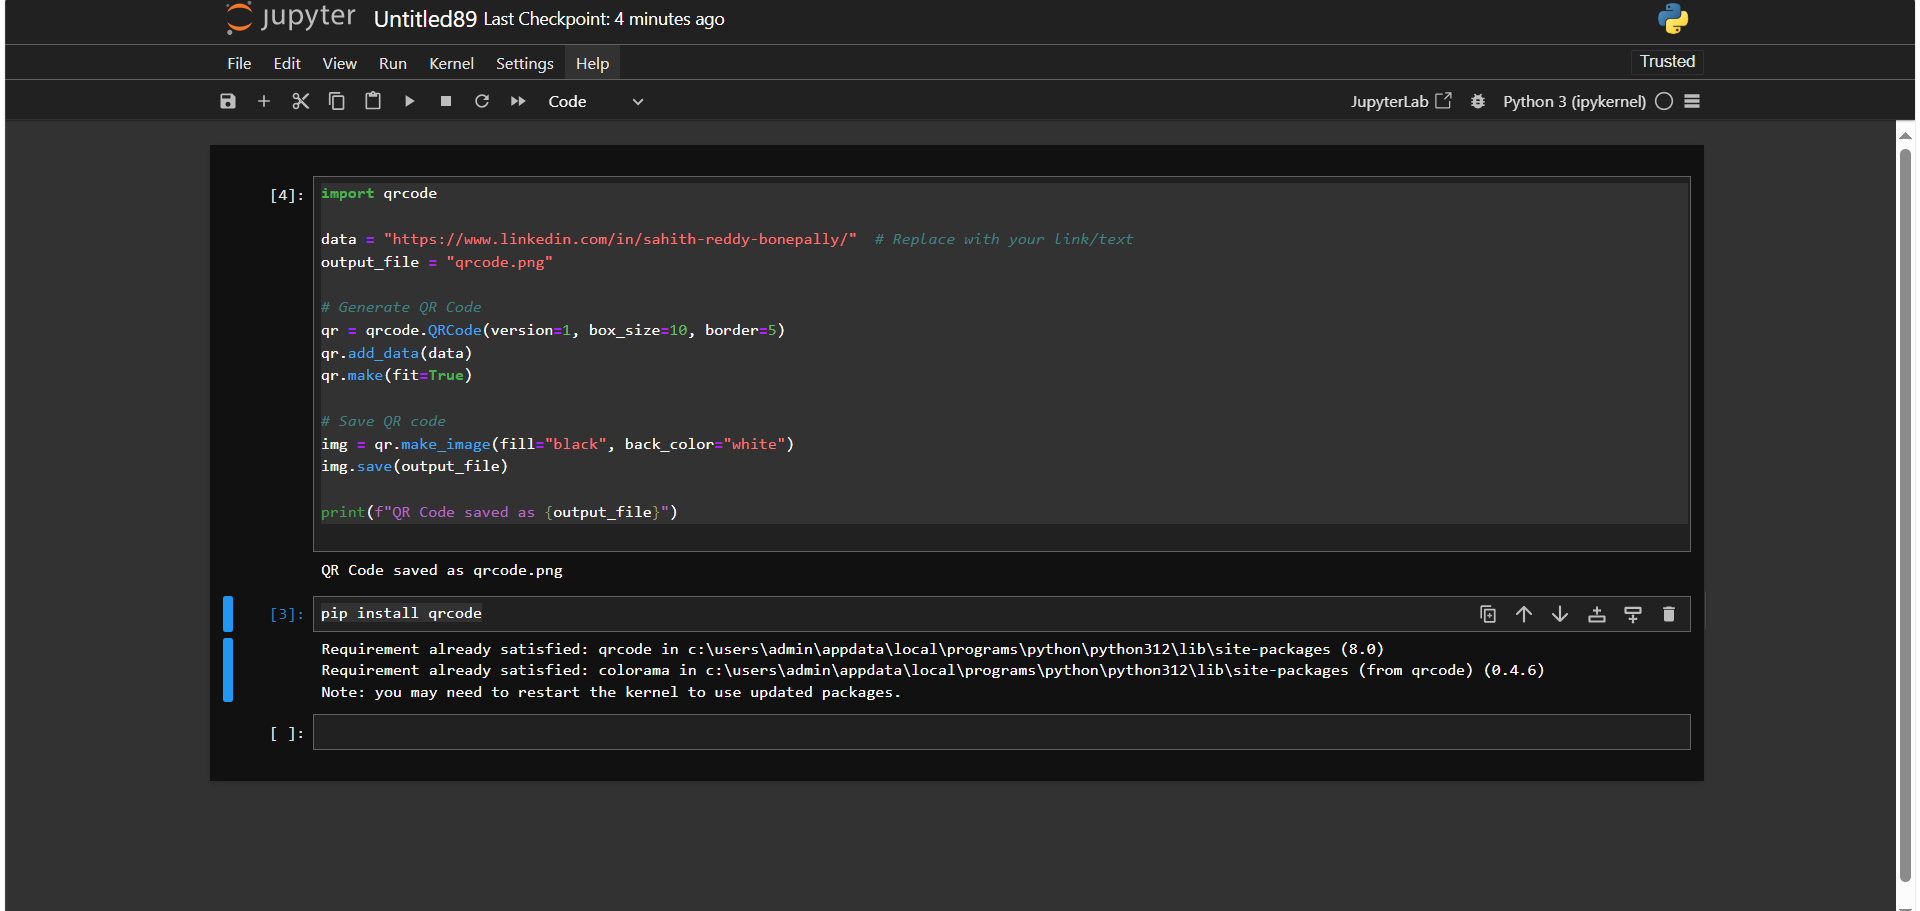 jupyter Untitled89 Last Checkpoint: 4 minutes ago
File Edit View Run Kernel Settings Help Trusted
Code JupyterLab Python 3 (ipykernel)
[4]: import qrcode
data = "https://www.linkedin.com/in/sahith-reddy-bonepally/"  # Replace with your link/text
output_file = "qrcode.png"
# Generate QR Code
qr = qrcode.QRCode(version=1, box_size=10, border=5)
qr.add_data(data)
qr.make(fit=True)
# Save QR code
img = qr.make_image(fill="black", back_color="white")
img.save(output_file)
print(f"QR Code saved as {output_file}")
QR Code saved as qrcode.png
[3]: pip install qrcode
Requirement already satisfied: qrcode in c:\users\admin\appdata\local\programs\python\python312\lib\site-packages (8.0)
Requirement already satisfied: colorama in c:\users\admin\appdata\local\programs\python\python312\lib\site-packages (from qrcode) (0.4.6)
Note: you may need to restart the kernel to use updated packages.
[ ]: